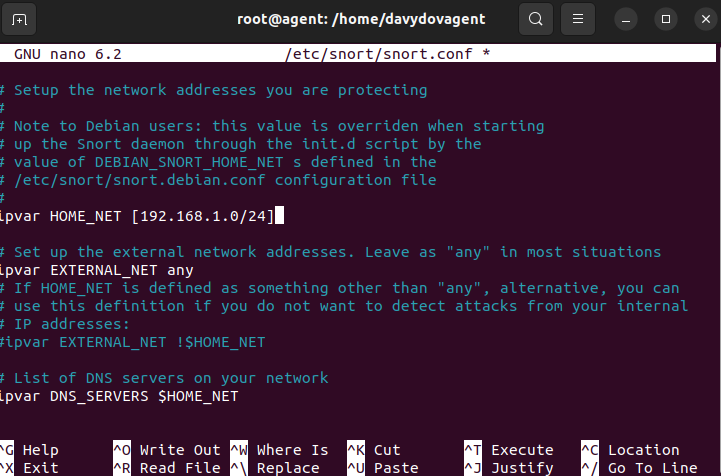 root@agent: /home/davydovagent
GNU nano 6.2 /etc/snort/snort.conf *
# Setup the network addresses you are protecting
#
# Note to Debian users: this value is overriden when starting
# up the Snort daemon through the init.d script by the
# value of DEBIAN_SNORT_HOME_NET s defined in the
# /etc/snort/snort.debian.conf configuration file
#
ipvar HOME_NET [192.168.1.0/24]
# Set up the external network addresses. Leave as "any" in most situations
ipvar EXTERNAL_NET any
# If HOME_NET is defined as something other than "any", alternative, you can
# use this definition if you do not want to detect attacks from your internal
# IP addresses:
#ipvar EXTERNAL_NET !$HOME_NET
# List of DNS servers on your network
ipvar DNS_SERVERS $HOME_NET
^G Help ^O Write Out ^W Where Is ^K Cut ^T Execute ^C Location
^X Exit ^R Read File ^\ Replace ^U Paste ^J Justify ^/ Go To Line